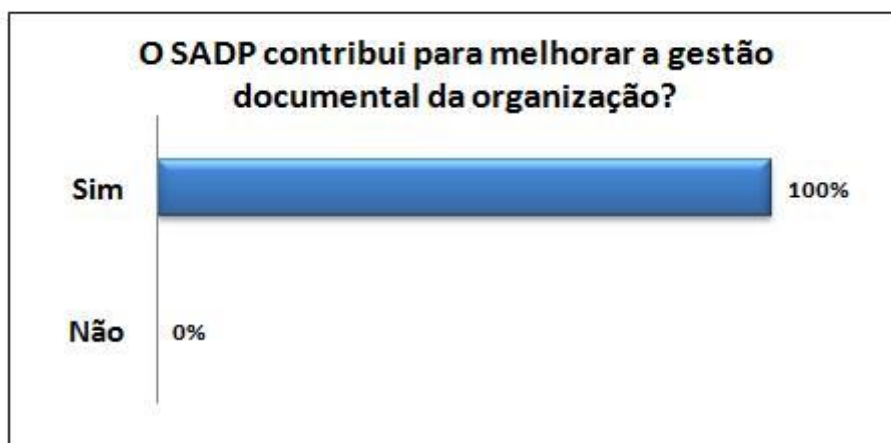 O SADP contribui para melhorar a gestão
documental da organização?
Sim
100%
Não
0%